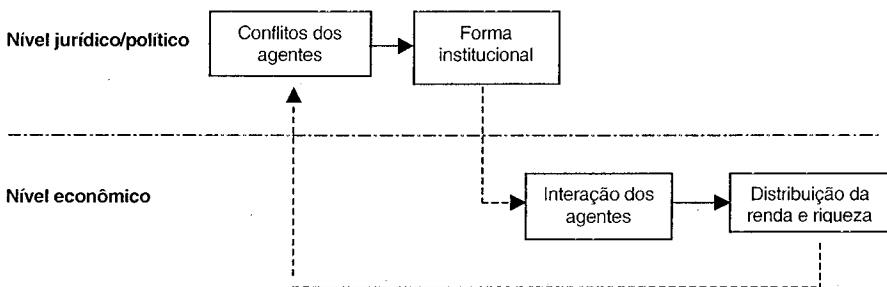 Nível jurídico/político
Conflitos dos
agentes
Forma
institucional
Nível econômico
Interação dos
agentes
Distribuição da
renda e riqueza